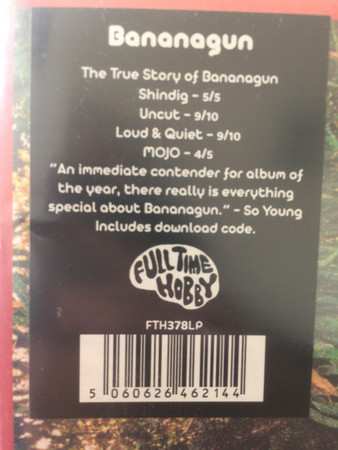 Bananagun
The True Story of Bananagun
Shindig - 5/5
Uncut - 9/10
Loud & Quiet - 9/10
MOJO - 4/5
"An immediate contender for album of
the year, there really is everything
special about Bananagun." - So Young
Includes download code.
FULL TIME
HOBBY
FTH378LP
5 060626 462144